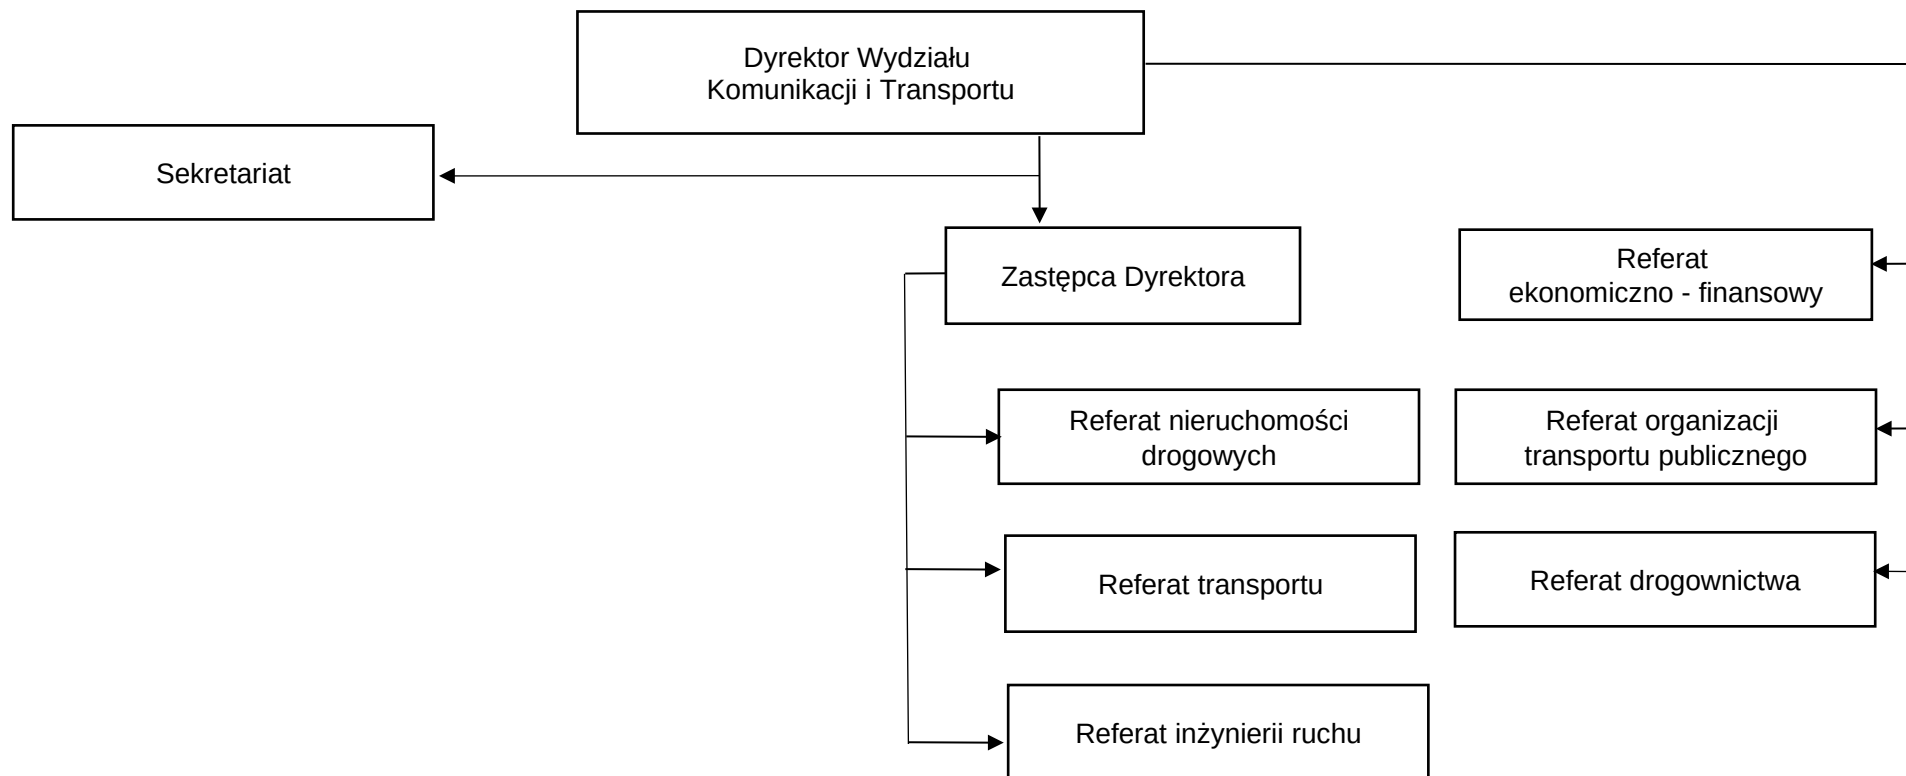 Dyrektor Wydziału
Komunikacji i Transportu
Sekretariat
Zastępca Dyrektora
Referat
ekonomiczno - finansowy
Referat nieruchomości
drogowych
Referat organizacji
transportu publicznego
Referat transportu
Referat drogownictwa
Referat inżynierii ruchu